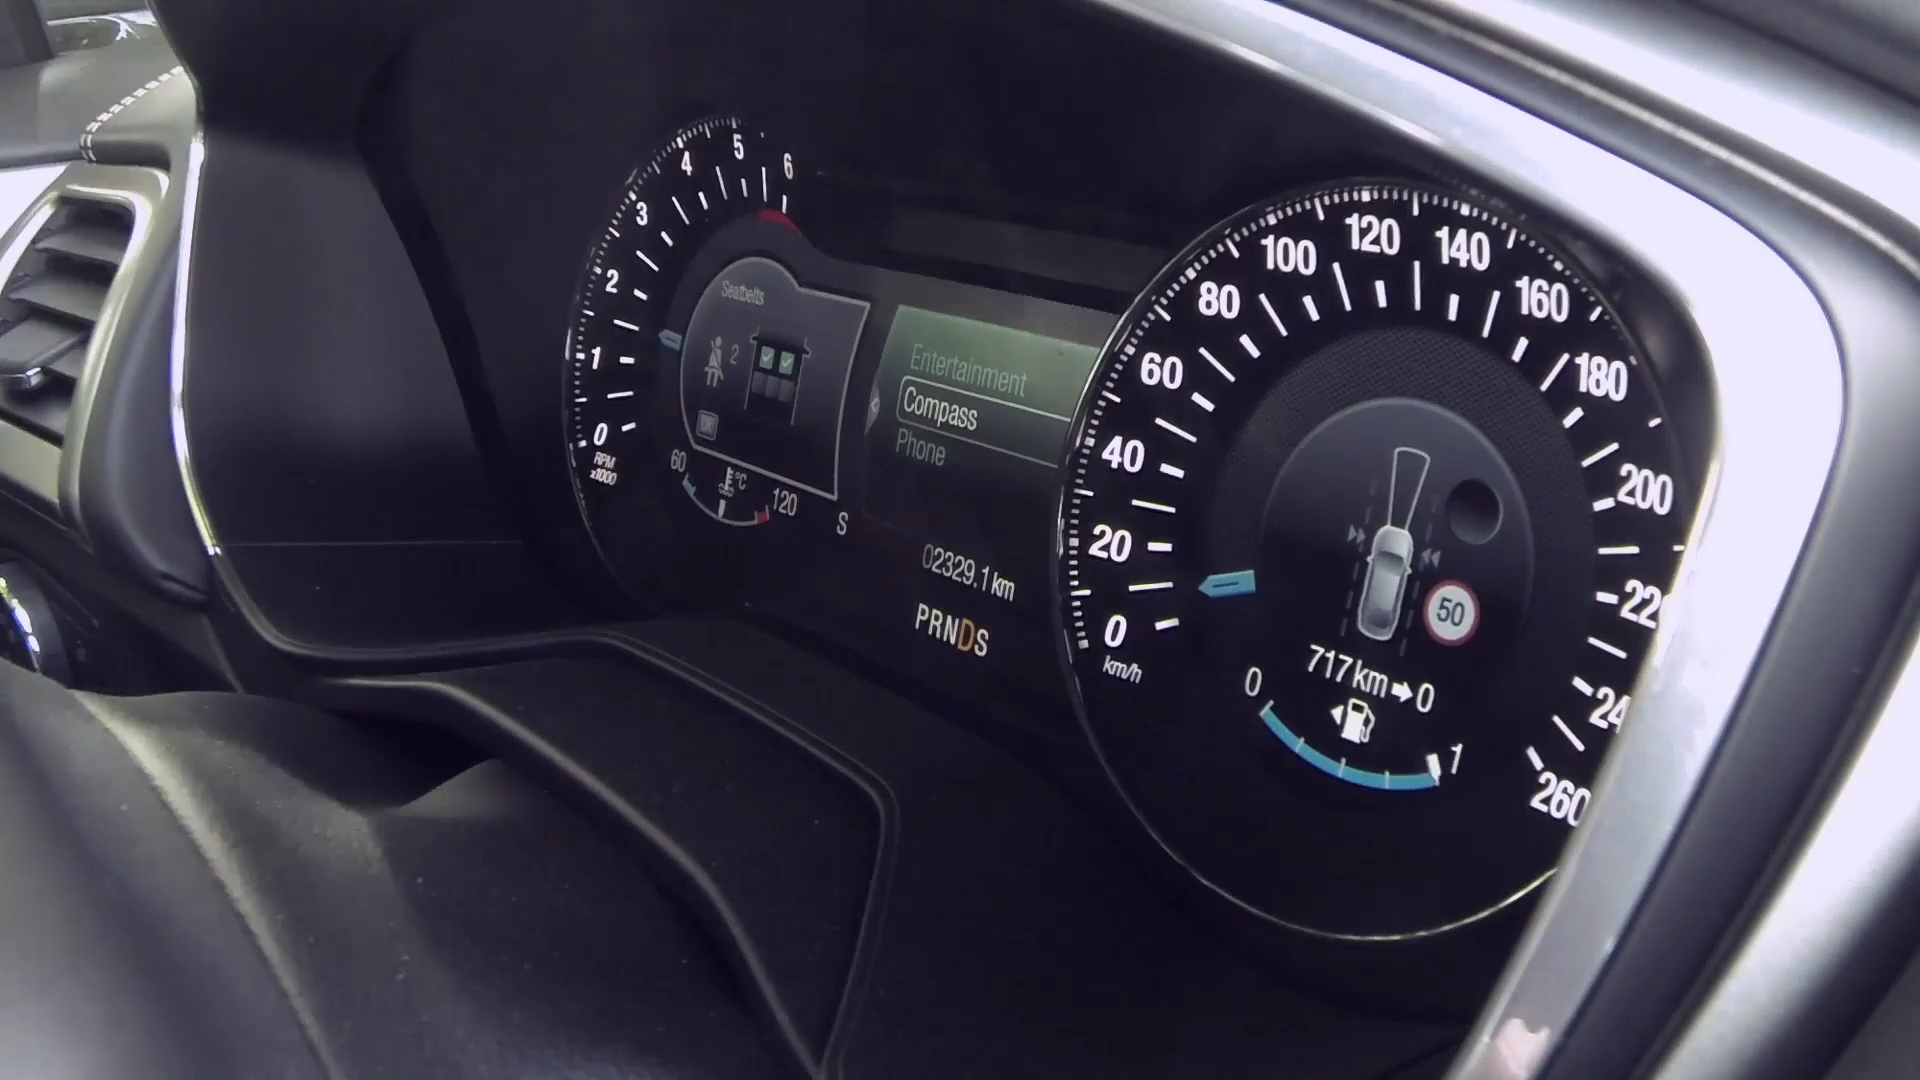 0
1
2
3
4
5
6
RPM
x1000
Seatbelts
2
60
°C
120
S
Entertainment
Compass
Phone
02329.1 km
PRNDS
0
20
40
60
80
100
120
140
160
180
200
22
24
260
km/h
50
717 km➔0
0
1